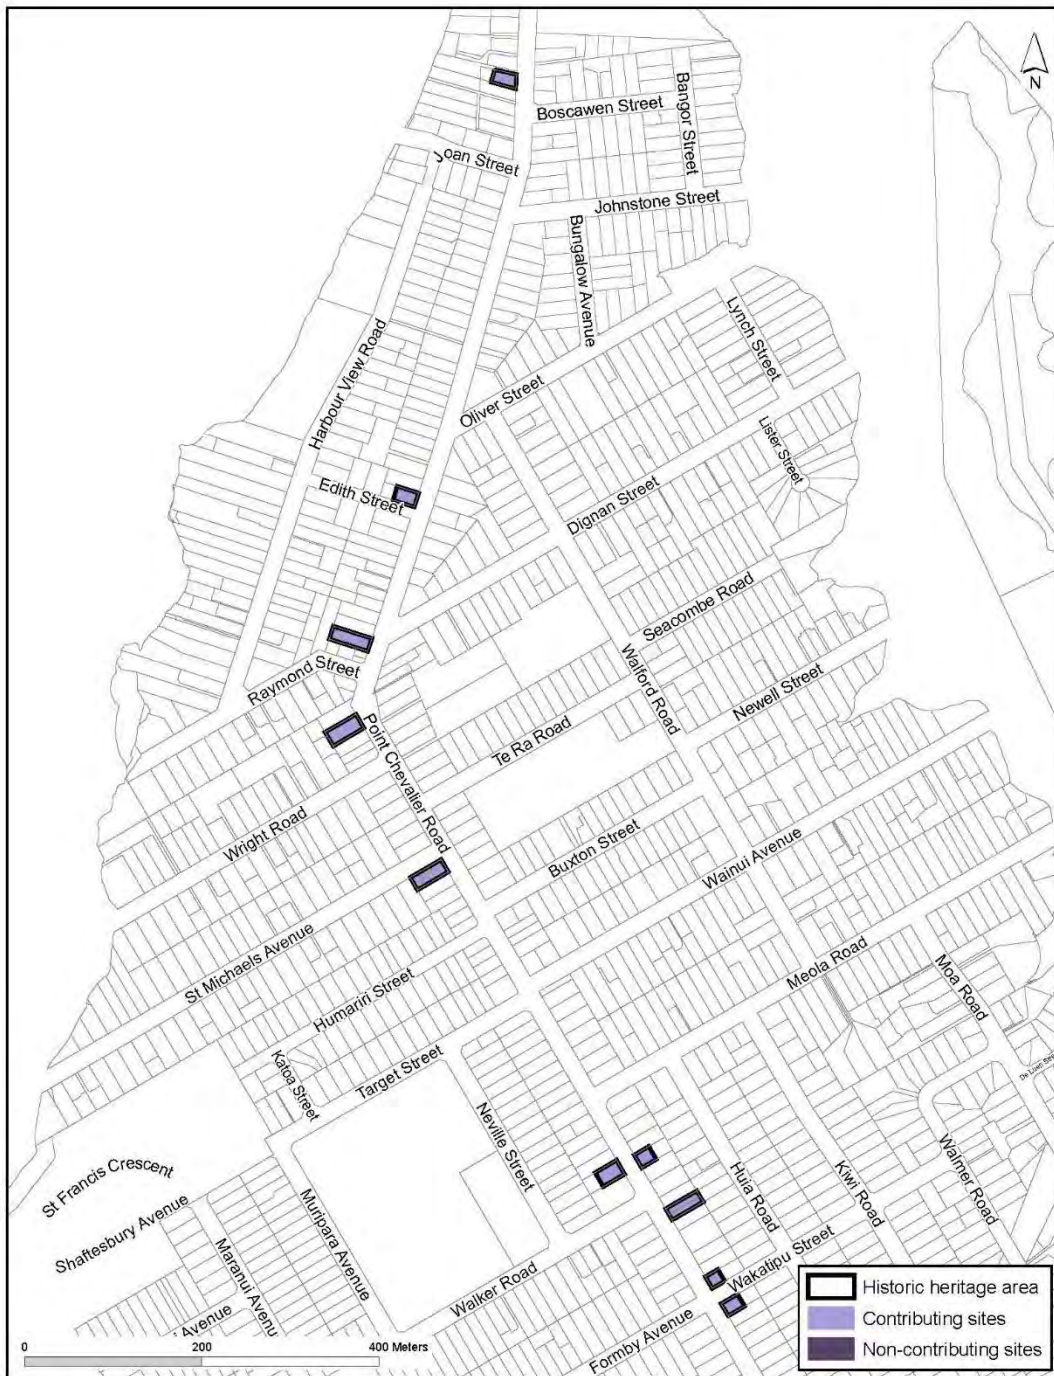 N
Boscawen Street
Bangor Street
Joan Street
Johnstone Street
Bungalow Avenue
Lynch Street
Harbour View Road
Oliver Street
Lister Street
Edith Street
Dignan Street
Seacombe Road
Raymond Street
Walford Road
Newell Street
Point Chevalier Road
Te Ra Road
Wright Road
Buxton Street
Wainui Avenue
St Michaels Avenue
Meola Road
Moa Road
Humariri Street
Katoa Street
Target Street
Neville Street
St Francis Crescent
Shaftesbury Avenue
Muripara Avenue
Maranui Avenue
Huia Road
Kiwi Road
Walmer Road
Wakatipu Street
Walker Road
Formby Avenue
Avenue
Historic heritage area
Contributing sites
Non-contributing sites
0 200 400 Meters